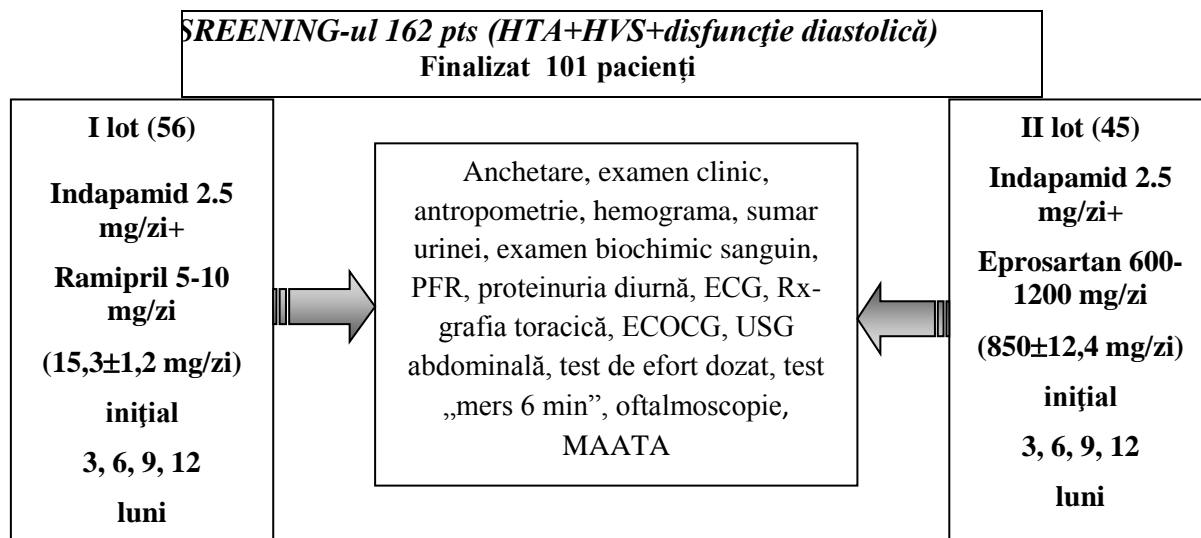 SREENING-ul 162 pts (HTA+HVS+disfuncţie diastolică)
Finalizat 101 pacienți
I lot (56)
Indapamid 2.5
mg/zi+
Ramipril 5-10
mg/zi
(15,3±1,2 mg/zi)
iniţial
3, 6, 9, 12
luni
Anchetare, examen clinic,
antropometrie, hemograma, sumar
urinei, examen biochimic sanguin,
PFR, proteinuria diurnă, ECG, Rx-
grafia toracică, ECOCG, USG
abdominală, test de efort dozat, test
„mers 6 min”, oftalmoscopie,
MAATA
II lot (45)
Indapamid 2.5
mg/zi+
Eprosartan 600-
1200 mg/zi
(850±12,4 mg/zi)
iniţial
3, 6, 9, 12
luni